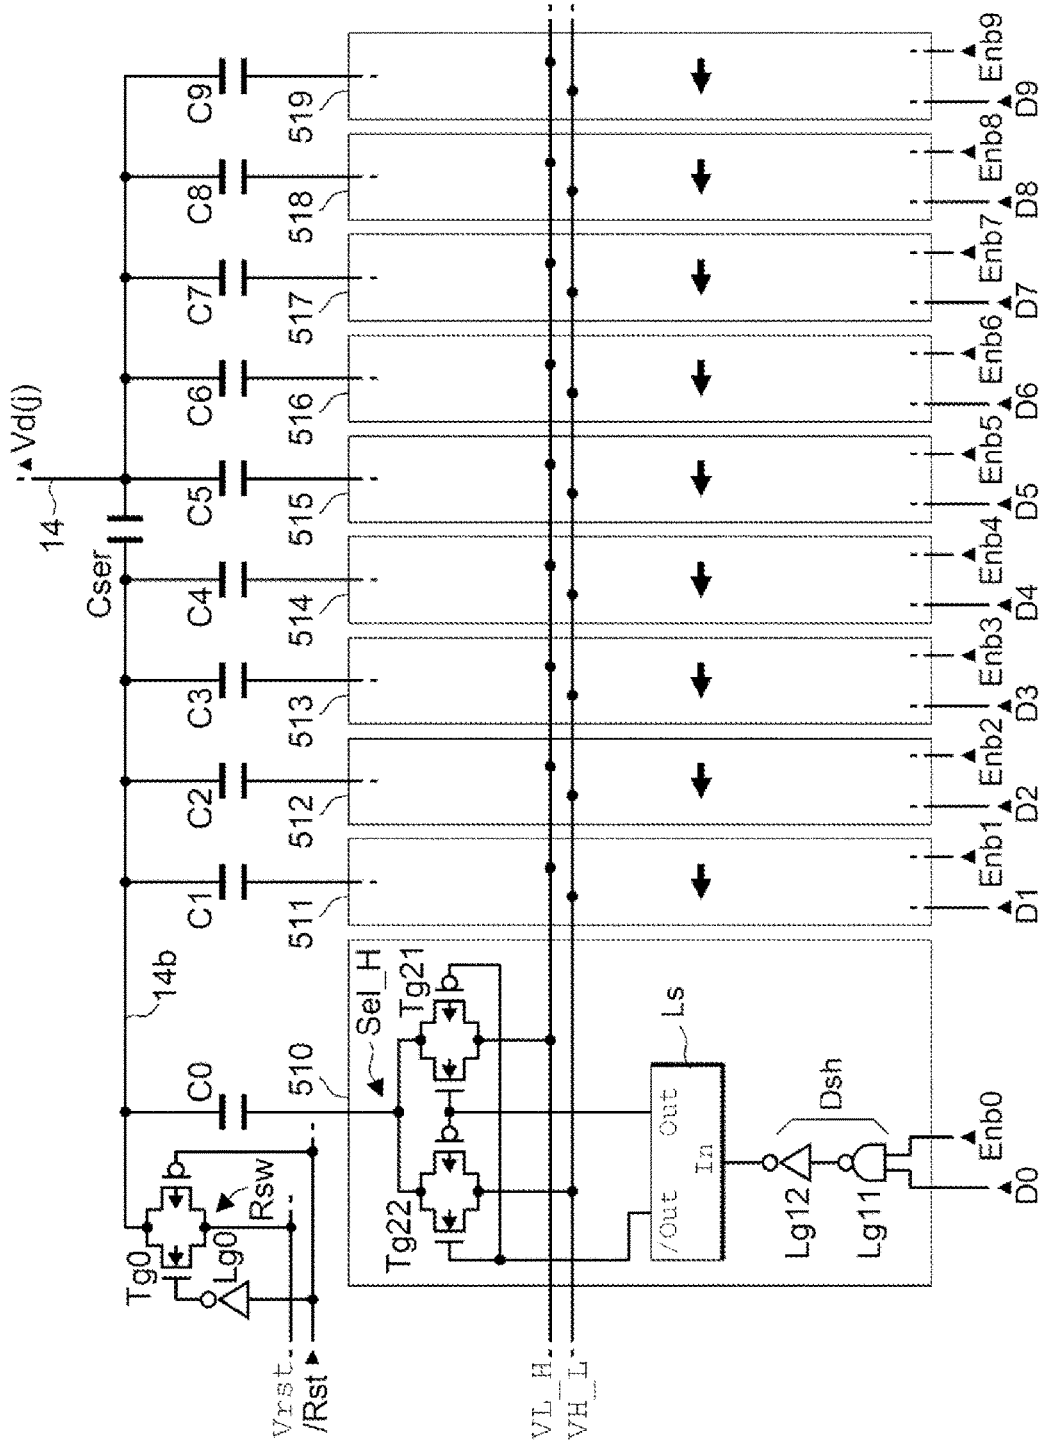 Vd(j)
14
Cser
C0
C1
C2
C3
C4
C5
C6
C7
C8
C9
14b
Tg0
Rsw
Lg0
Vrst
/Rst
510
511
512
513
514
515
516
517
518
519
Sel_H
Tg21
Tg22
VL_H
VH_L
Ls
/Out
Out
In
Dsh
Lg12
Lg11
D0
Enb0
D1
Enb1
D2
Enb2
D3
Enb3
D4
Enb4
D5
Enb5
D6
Enb6
D7
Enb7
D8
Enb8
D9
Enb9